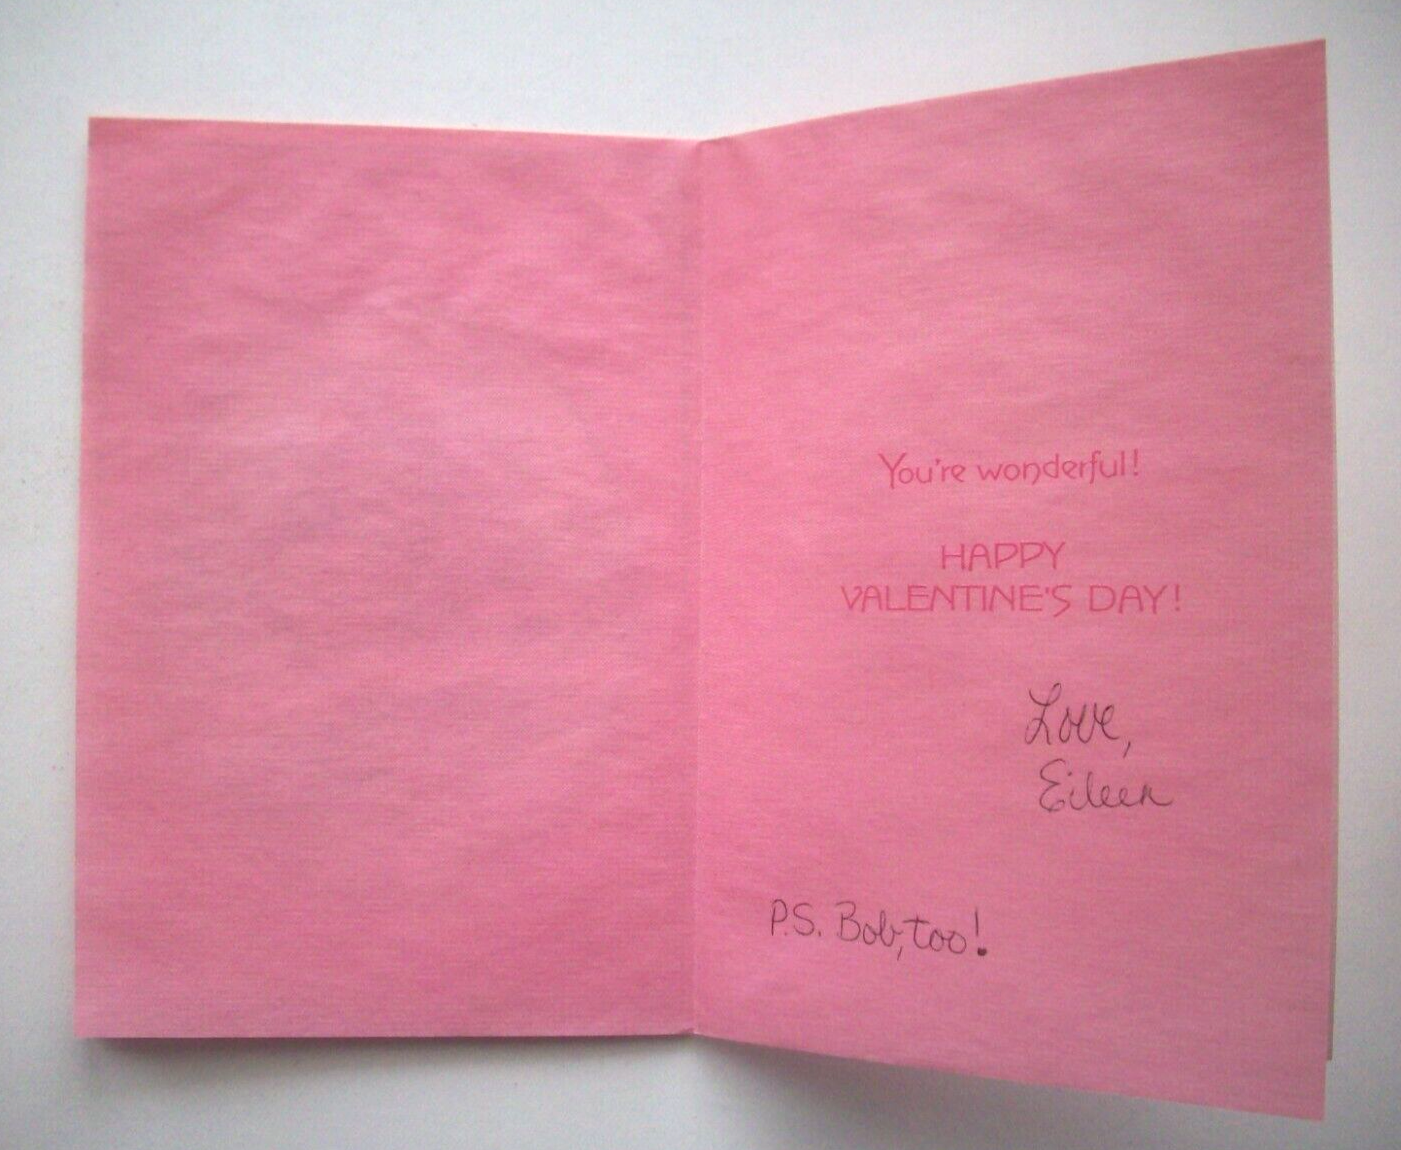 You're wonderful!
HAPPY
VALENTINE'S DAY!
Love,
Eileen
P.S. Bob, too!